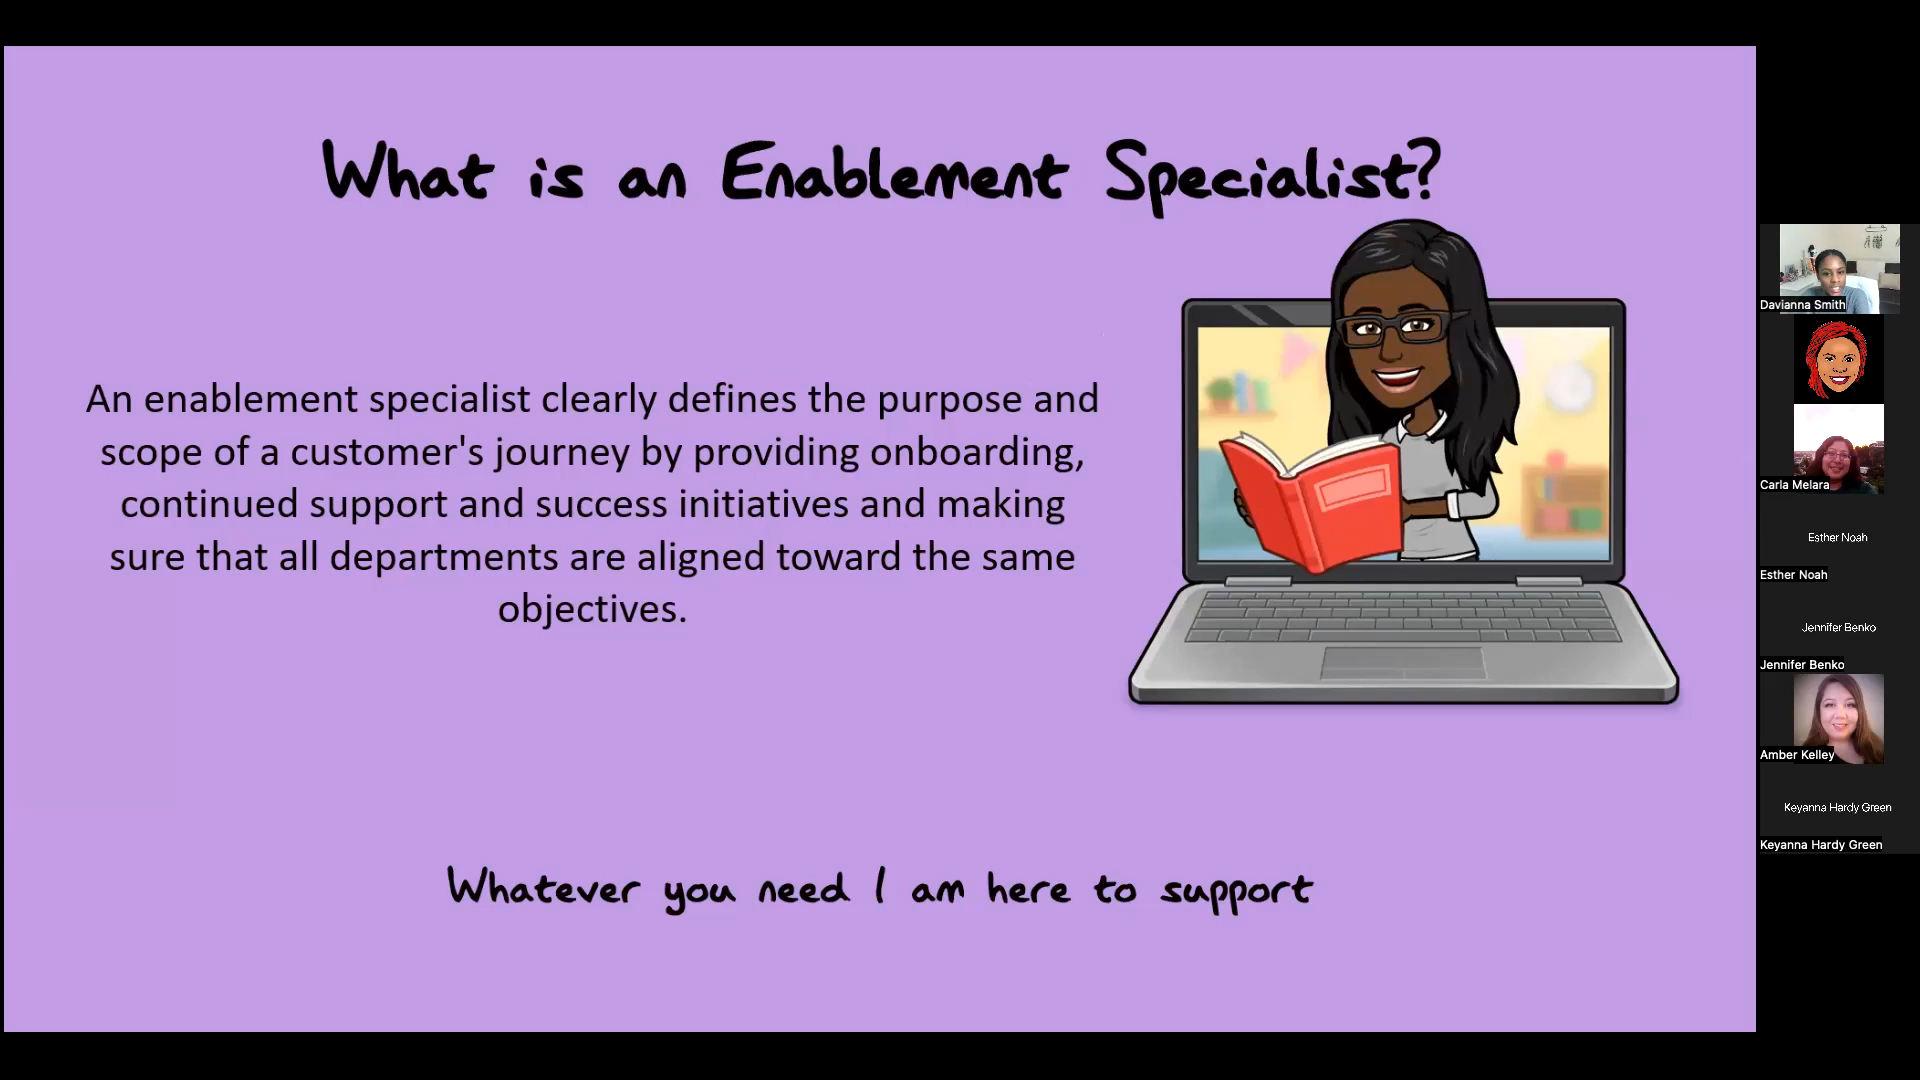 What is an Enablement Specialist?
An enablement specialist clearly defines the purpose and
scope of a customer's journey by providing onboarding,
continued support and success initiatives and making
sure that all departments are aligned toward the same
objectives.
Whatever you need I am here to support
Davianna Smith
Carla Melara
Esther Noah
Esther Noah
Jennifer Benko
Jennifer Benko
Amber Kelley
Keyanna Hardy Green
Keyanna Hardy Green